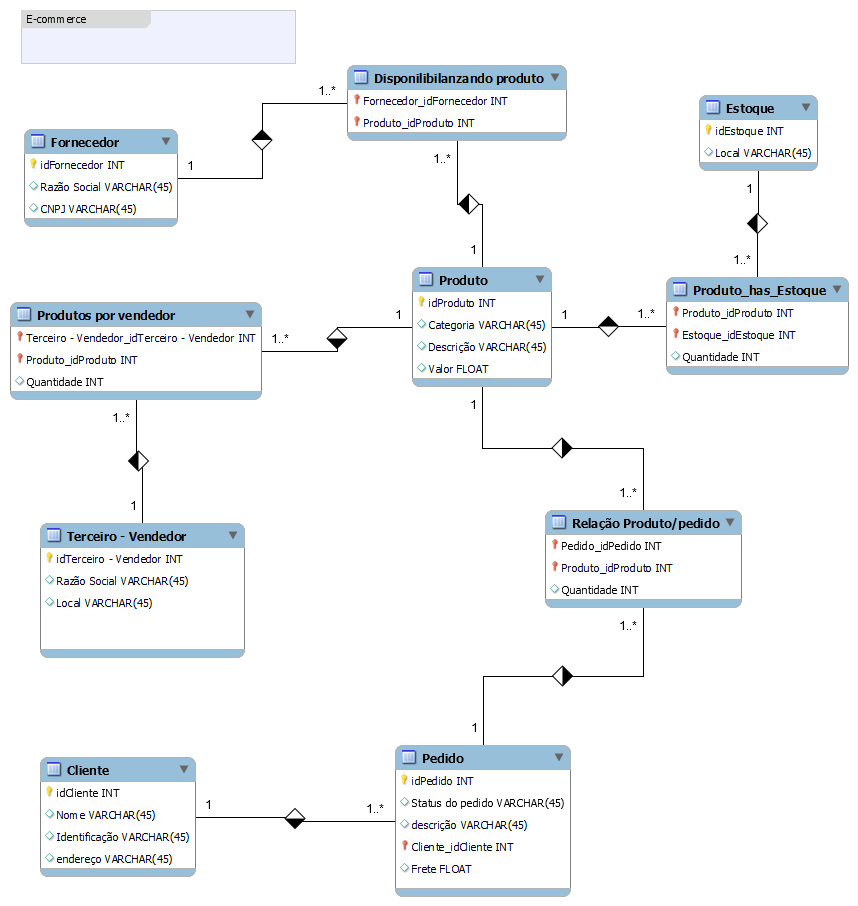 E-commerce
Disponilibilanzando produto
Fornecedor_idFornecedor INT
Produto_idProduto INT
1..*
1..*
Estoque
idEstoque INT
Local VARCHAR(45)
1
1..*
Fornecedor
idFornecedor INT
Razão Social VARCHAR(45)
CNPJ VARCHAR(45)
1
1
Produto
idProduto INT
Categoria VARCHAR(45)
Descrição VARCHAR(45)
Valor FLOAT
1
1
1
1..*
Produto_has_Estoque
Produto_idProduto INT
Estoque_idEstoque INT
Quantidade INT
Produtos por vendedor
Terceiro - Vendedor_idTerceiro - Vendedor INT
Produto_idProduto INT
Quantidade INT
1..*
1..*
1
Terceiro - Vendedor
idTerceiro - Vendedor INT
Razão Social VARCHAR(45)
Local VARCHAR(45)
1..*
Relação Produto/pedido
Pedido_idPedido INT
Produto_idProduto INT
Quantidade INT
1..*
1
Cliente
idCliente INT
Nome VARCHAR(45)
Identificação VARCHAR(45)
endereço VARCHAR(45)
1
1..*
Pedido
idPedido INT
Status do pedido VARCHAR(45)
descrição VARCHAR(45)
Cliente_idCliente INT
Frete FLOAT